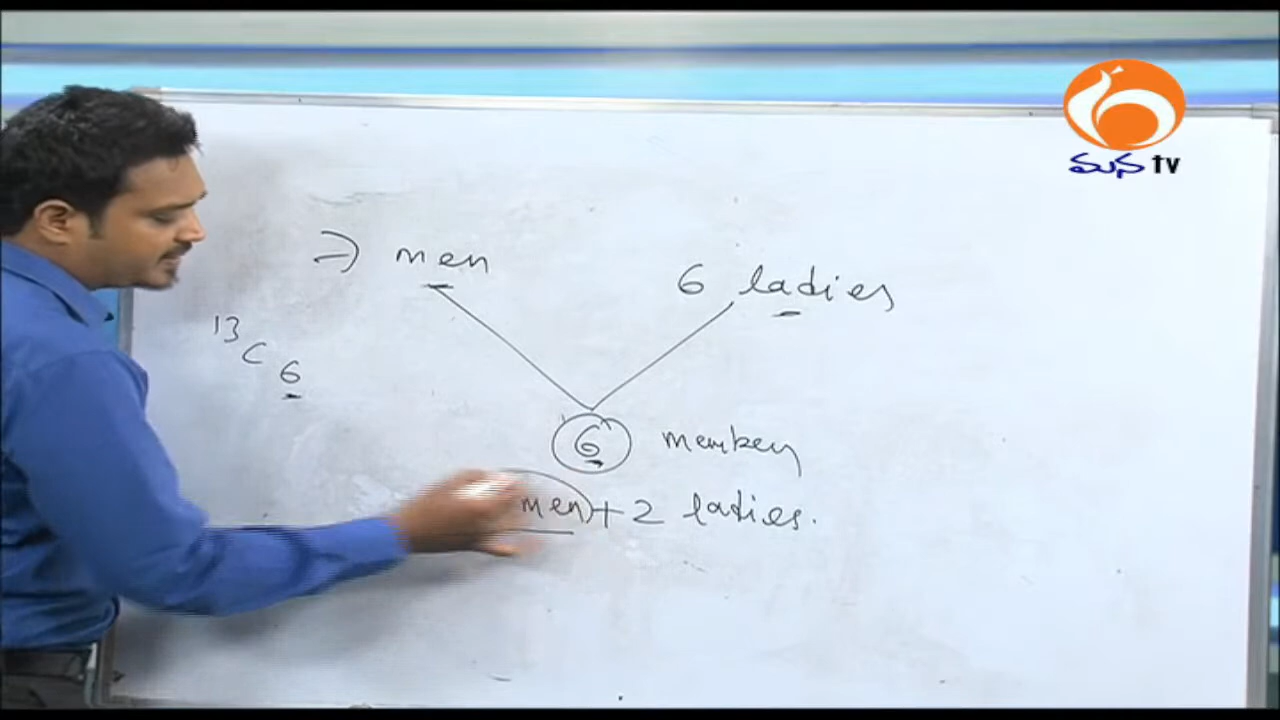 మన tv
⇒ men 6 ladies
13C6
6 members
men + 2 ladies.